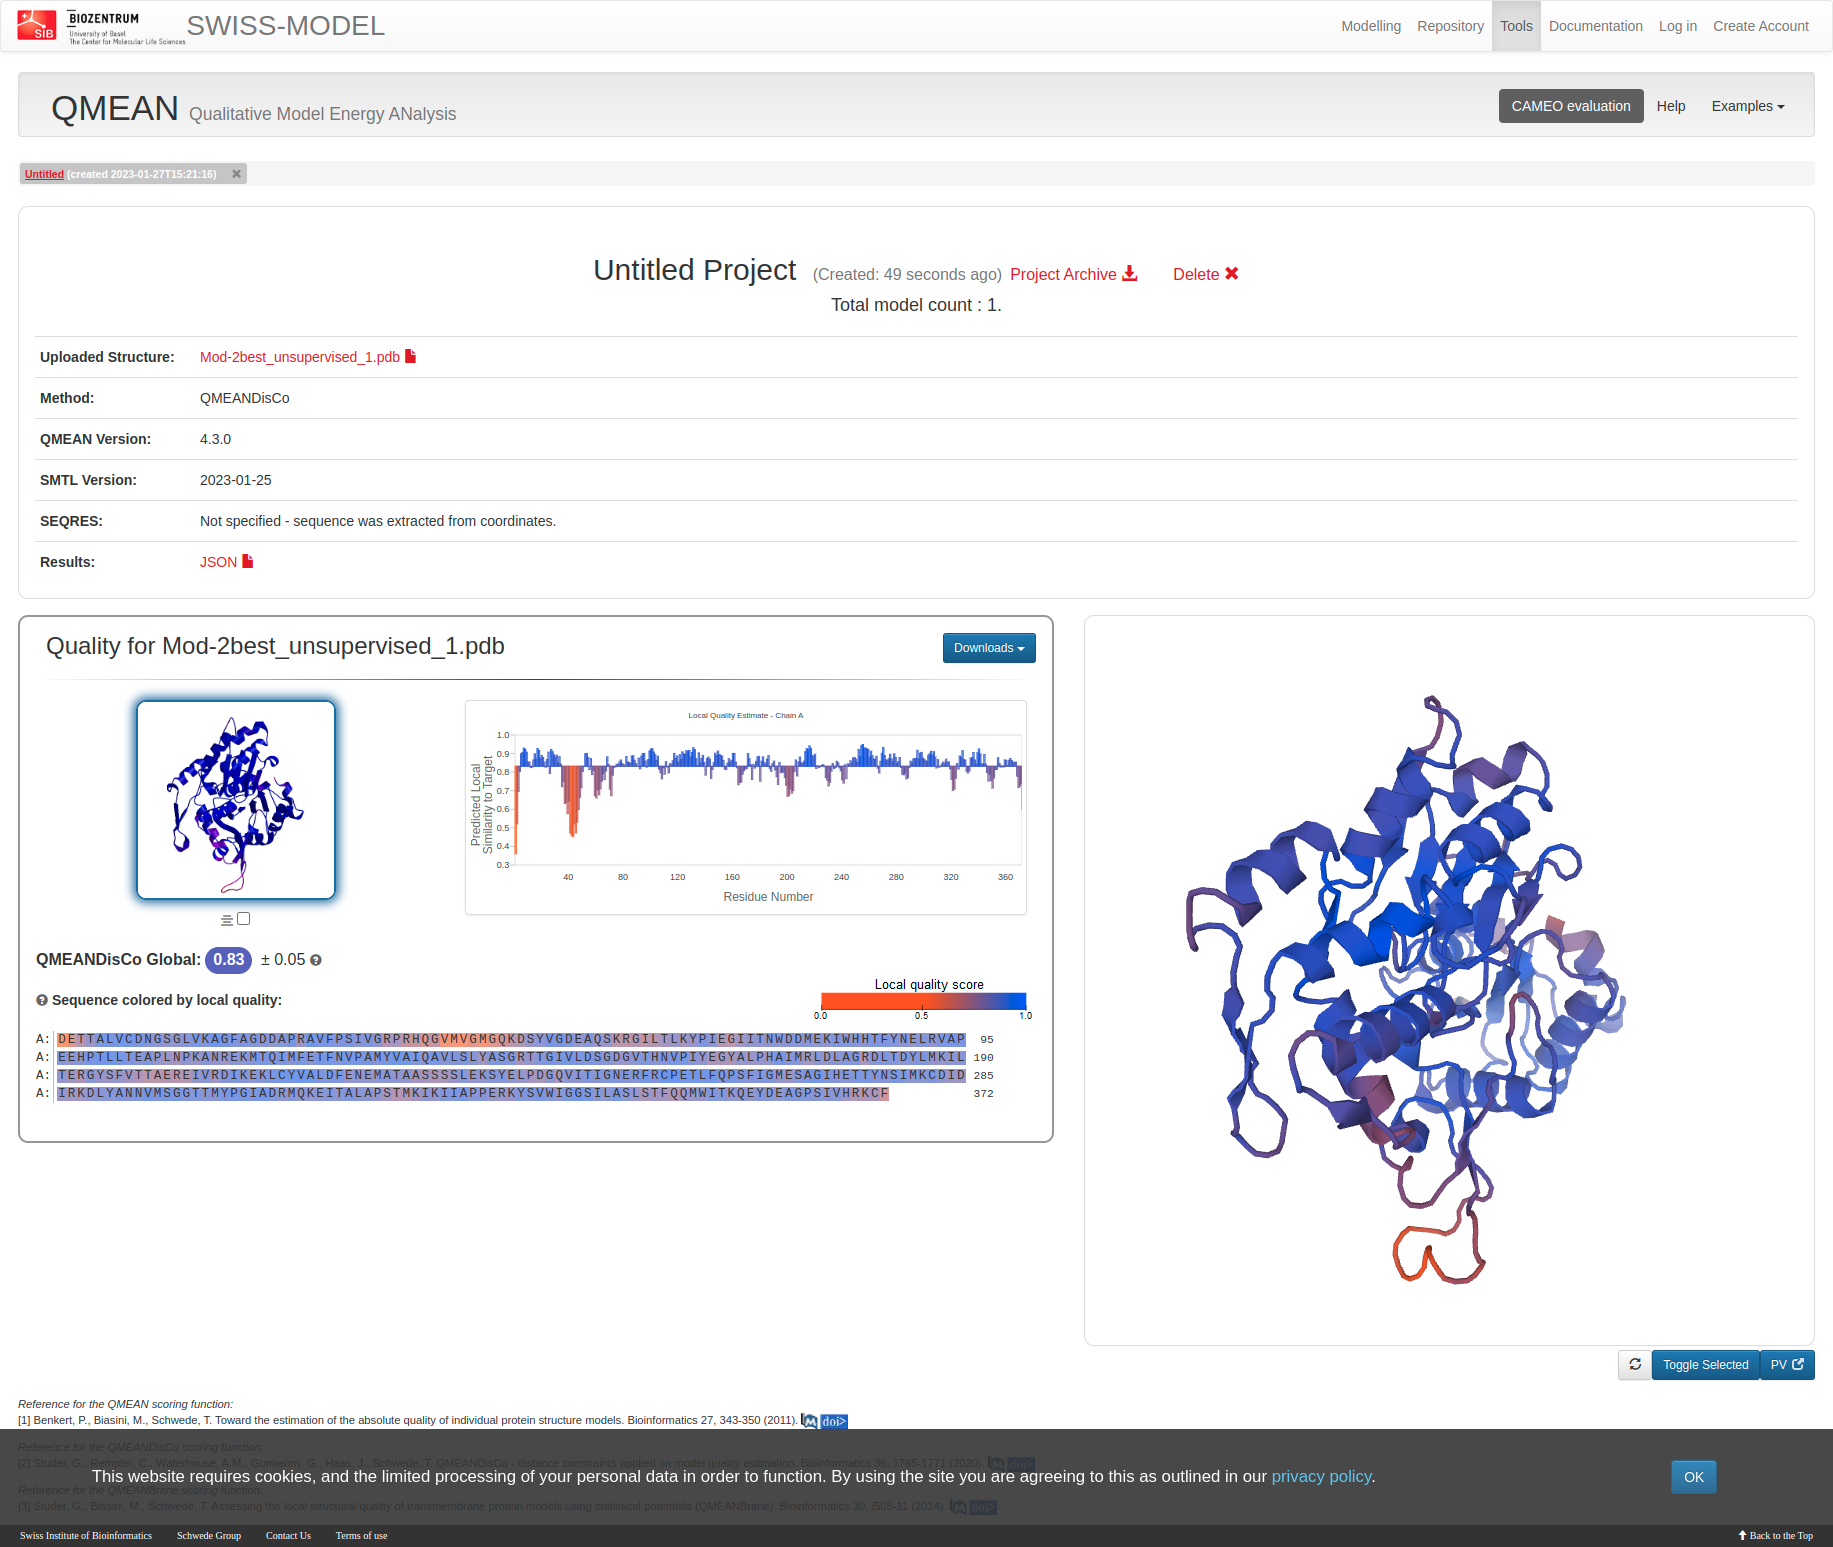 SIB
BIOZENTRUM
University of Basel
The Center for Molecular Life Sciences
SWISS-MODEL
Modelling Repository Tools Documentation Log in Create Account
QMEAN Qualitative Model Energy ANalysis
CAMEO evaluation Help Examples
Untitled (created 2023-01-27T15:21:16)
Untitled Project (Created: 49 seconds ago) Project Archive Delete
Total model count : 1.
Uploaded Structure: Mod-2best_unsupervised_1.pdb
Method: QMEANDisCo
QMEAN Version: 4.3.0
SMTL Version: 2023-01-25
SEQRES: Not specified - sequence was extracted from coordinates.
Results: JSON
Quality for Mod-2best_unsupervised_1.pdb
Downloads
Local Quality Estimate - Chain A
Predicted Local
Similarity to Target
1.0
0.9
0.8
0.7
0.6
0.5
0.4
0.3
40 80 120 160 200 240 280 320 360
Residue Number
QMEANDisCo Global: 0.83 ± 0.05
Sequence colored by local quality:
Local quality score
0.0 0.5 1.0
A: DETTALVCDNGSGLVKAGFAGDDAPRAVFPSIVGRPRHQGVMVGMGQKDSYVGDEAQSKRGILTLKYPIEGIITNWDDMEKIWHHTFYNELRVAP 95
A: EEHPTLLTEAPLNPKANREKMTQIMFETFNVPAMYVAIQAVLSLYASGRTTGIVLDSGDGVTHNVPIYEGYALPHAIMRLDLAGRDLTDYLMKIL 190
A: TERGYSFVTTAEREIVRDIKEKLCYVALDFENEMATAASSSSLEKSYELPDGQVITIGNERFRCPETLFQPSFIGMESAGIHETTYNSIMKCDID 285
A: IRKDLYANNVMSGGTTMYPGIADRMQKEITALAPSTMKIKIIAPPERKYSVWIGGSILASLSTFQQMWITKQEYDEAGPSIVHRKCF 372
Toggle Selected PV
Reference for the QMEAN scoring function:
[1] Benkert, P., Biasini, M., Schwede, T. Toward the estimation of the absolute quality of individual protein structure models. Bioinformatics 27, 343-350 (2011). M doi>
Reference for the QMEANDisCo scoring function:
[2] Studer, G., Rempfer, C., Waterhouse, A.M., Gumienny, G., Haas, J., Schwede, T. QMEANDisCo - distance constraints applied on model quality estimation. Bioinformatics 36, 1765-1771 (2020). M doi>
This website requires cookies, and the limited processing of your personal data in order to function. By using the site you are agreeing to this as outlined in our privacy policy.
OK
Reference for the QMEANBrane scoring function:
[3] Studer, G., Biasini, M., Schwede, T. Assessing the local structural quality of transmembrane protein models using statistical potentials (QMEANBrane). Bioinformatics 30, i505-11 (2014). M doi>
Swiss Institute of Bioinformatics Schwede Group Contact Us Terms of use Back to the Top